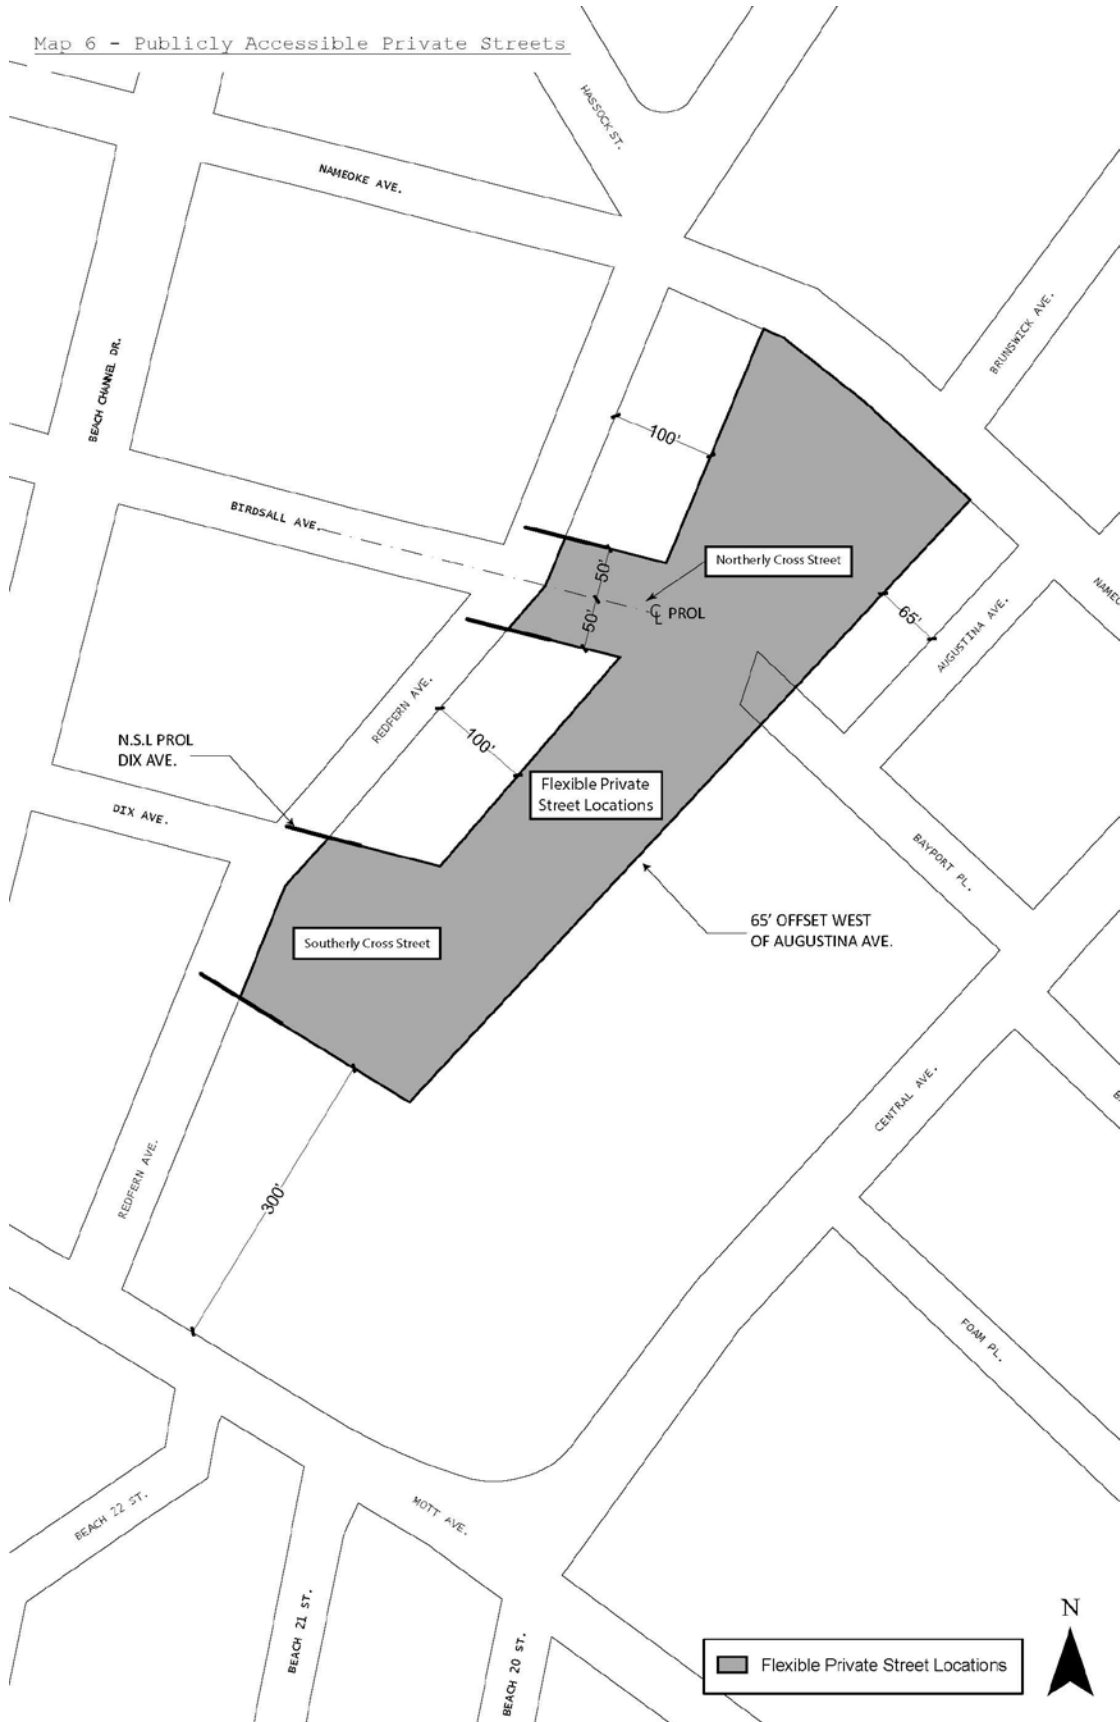 Map 6 - Publicly Accessible Private Streets
HASSOCK ST.
NAMEOKE AVE.
BRUNSWICK AVE.
BEACH CHANNEL DR.
100'
BIRDSALL AVE.
Northerly Cross Street
50'
50'
℄ PROL
65'
AUGUSTINA AVE.
REDFERN AVE.
100'
N.S.L PROL
DIX AVE.
Flexible Private
Street Locations
DIX AVE.
BAYPORT PL.
65' OFFSET WEST
OF AUGUSTINA AVE.
Southerly Cross Street
CENTRAL AVE.
REDFERN AVE.
300'
FOAM PL.
BEACH 22 ST.
MOTT AVE.
BEACH 21 ST.
BEACH 20 ST.
N
Flexible Private Street Locations